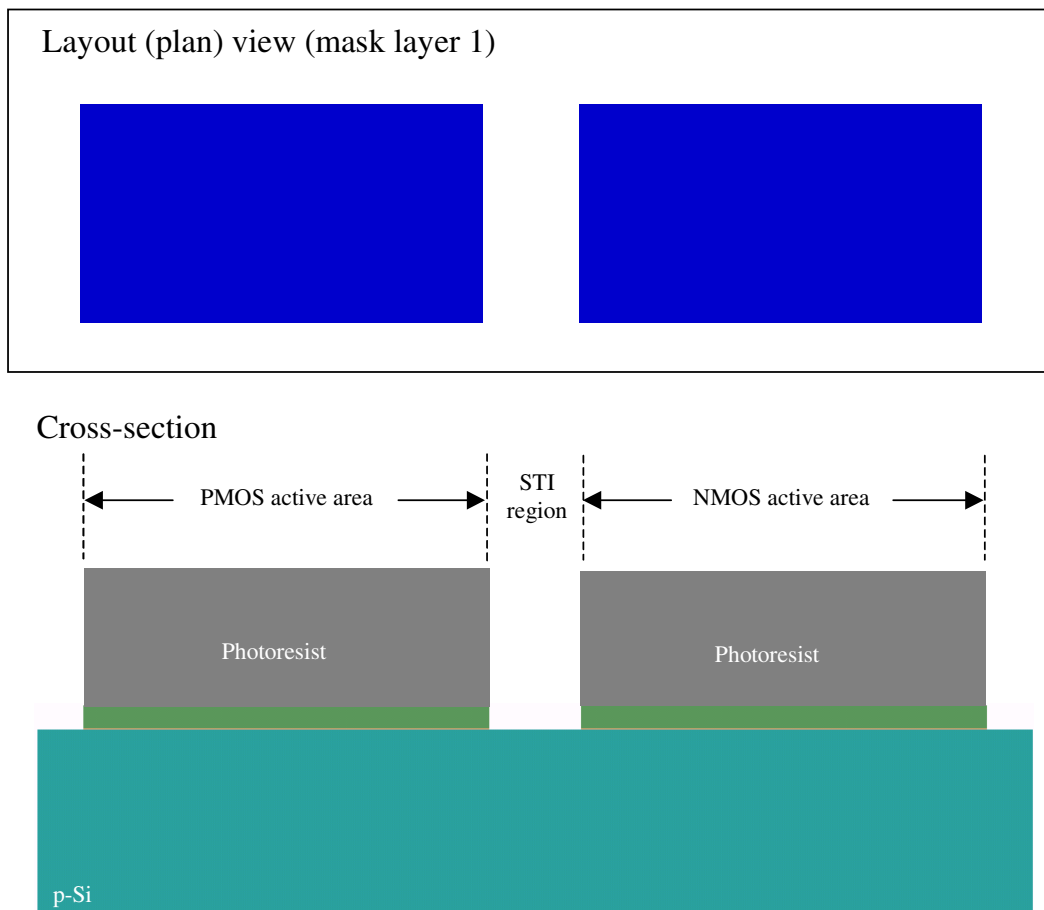 Layout (plan) view (mask layer 1)
Cross-section
PMOS active area
STI
region
NMOS active area
Photoresist
Photoresist
p-Si